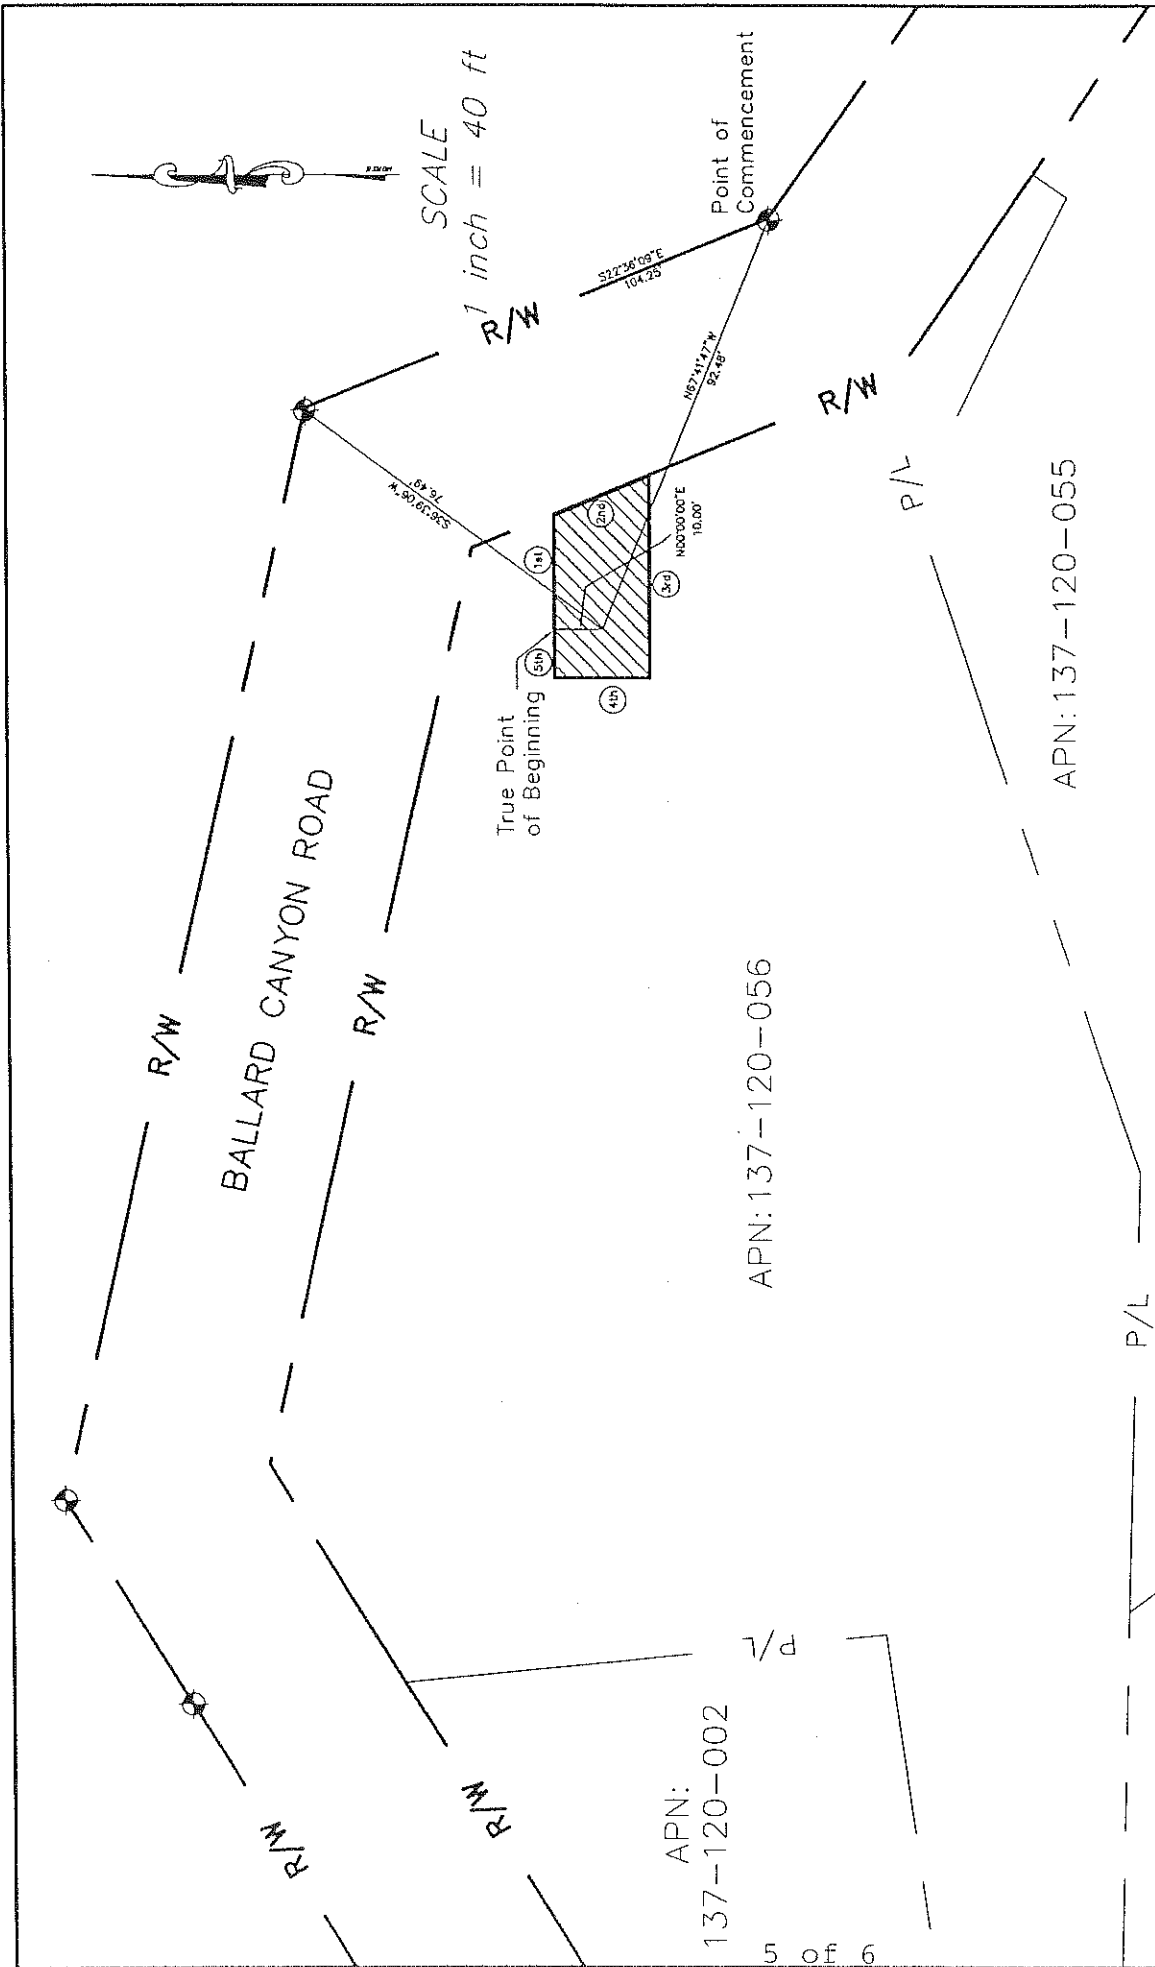 SCALE
1 inch = 40 ft
Point of
Commencement
S22°36'09"E
104.25'
R/W
N67°41'47"W
92.48'
S36°39'06"W
76.49'
R/W
1st
2nd
3rd
4th
5th
N00°00'00"E
10.00'
True Point
of Beginning
P/L
APN: 137-120-055
BALLARD CANYON ROAD
R/W
R/W
APN: 137-120-056
P/L
P/L
R/W
R/W
APN:
137-120-002
5 of 6